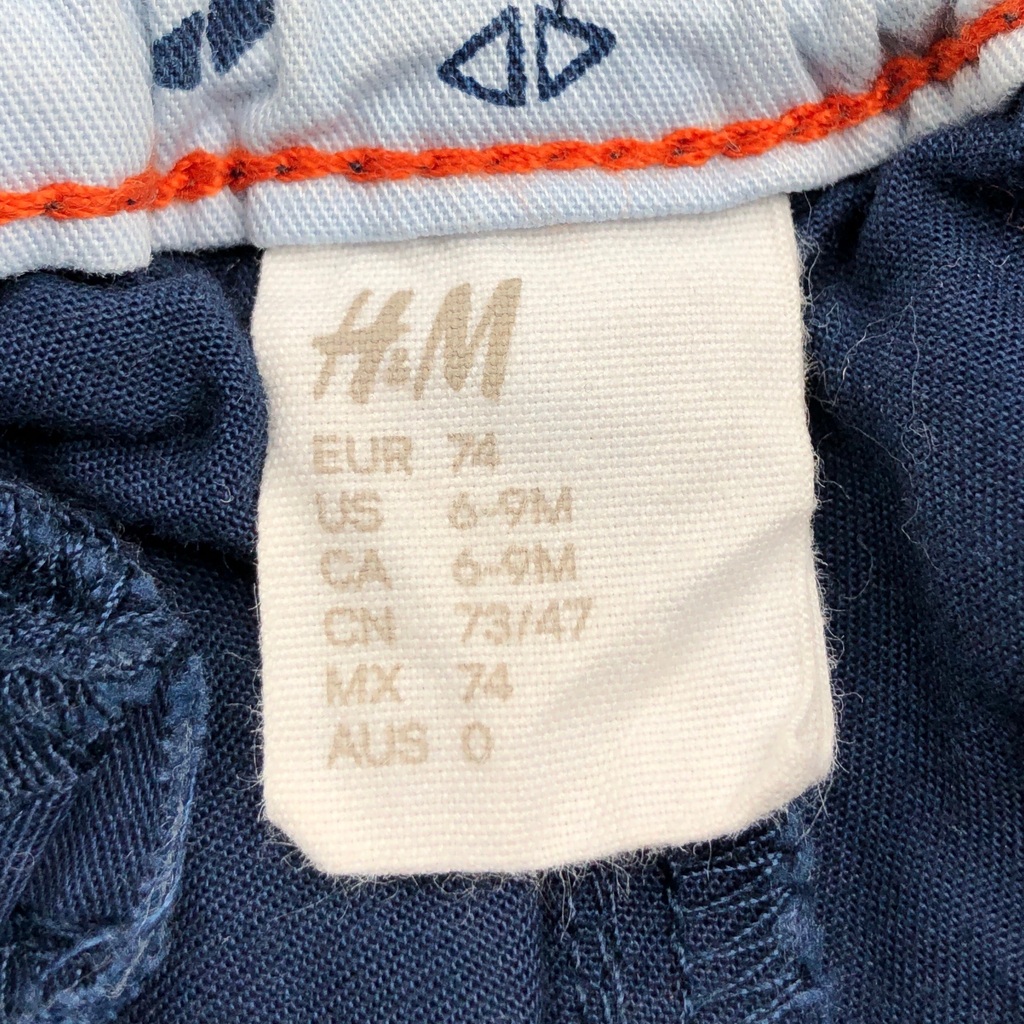 H&M
EUR 74
US 6-9M
CA 6-9M
CN 73/47
MX 74
AUS 0